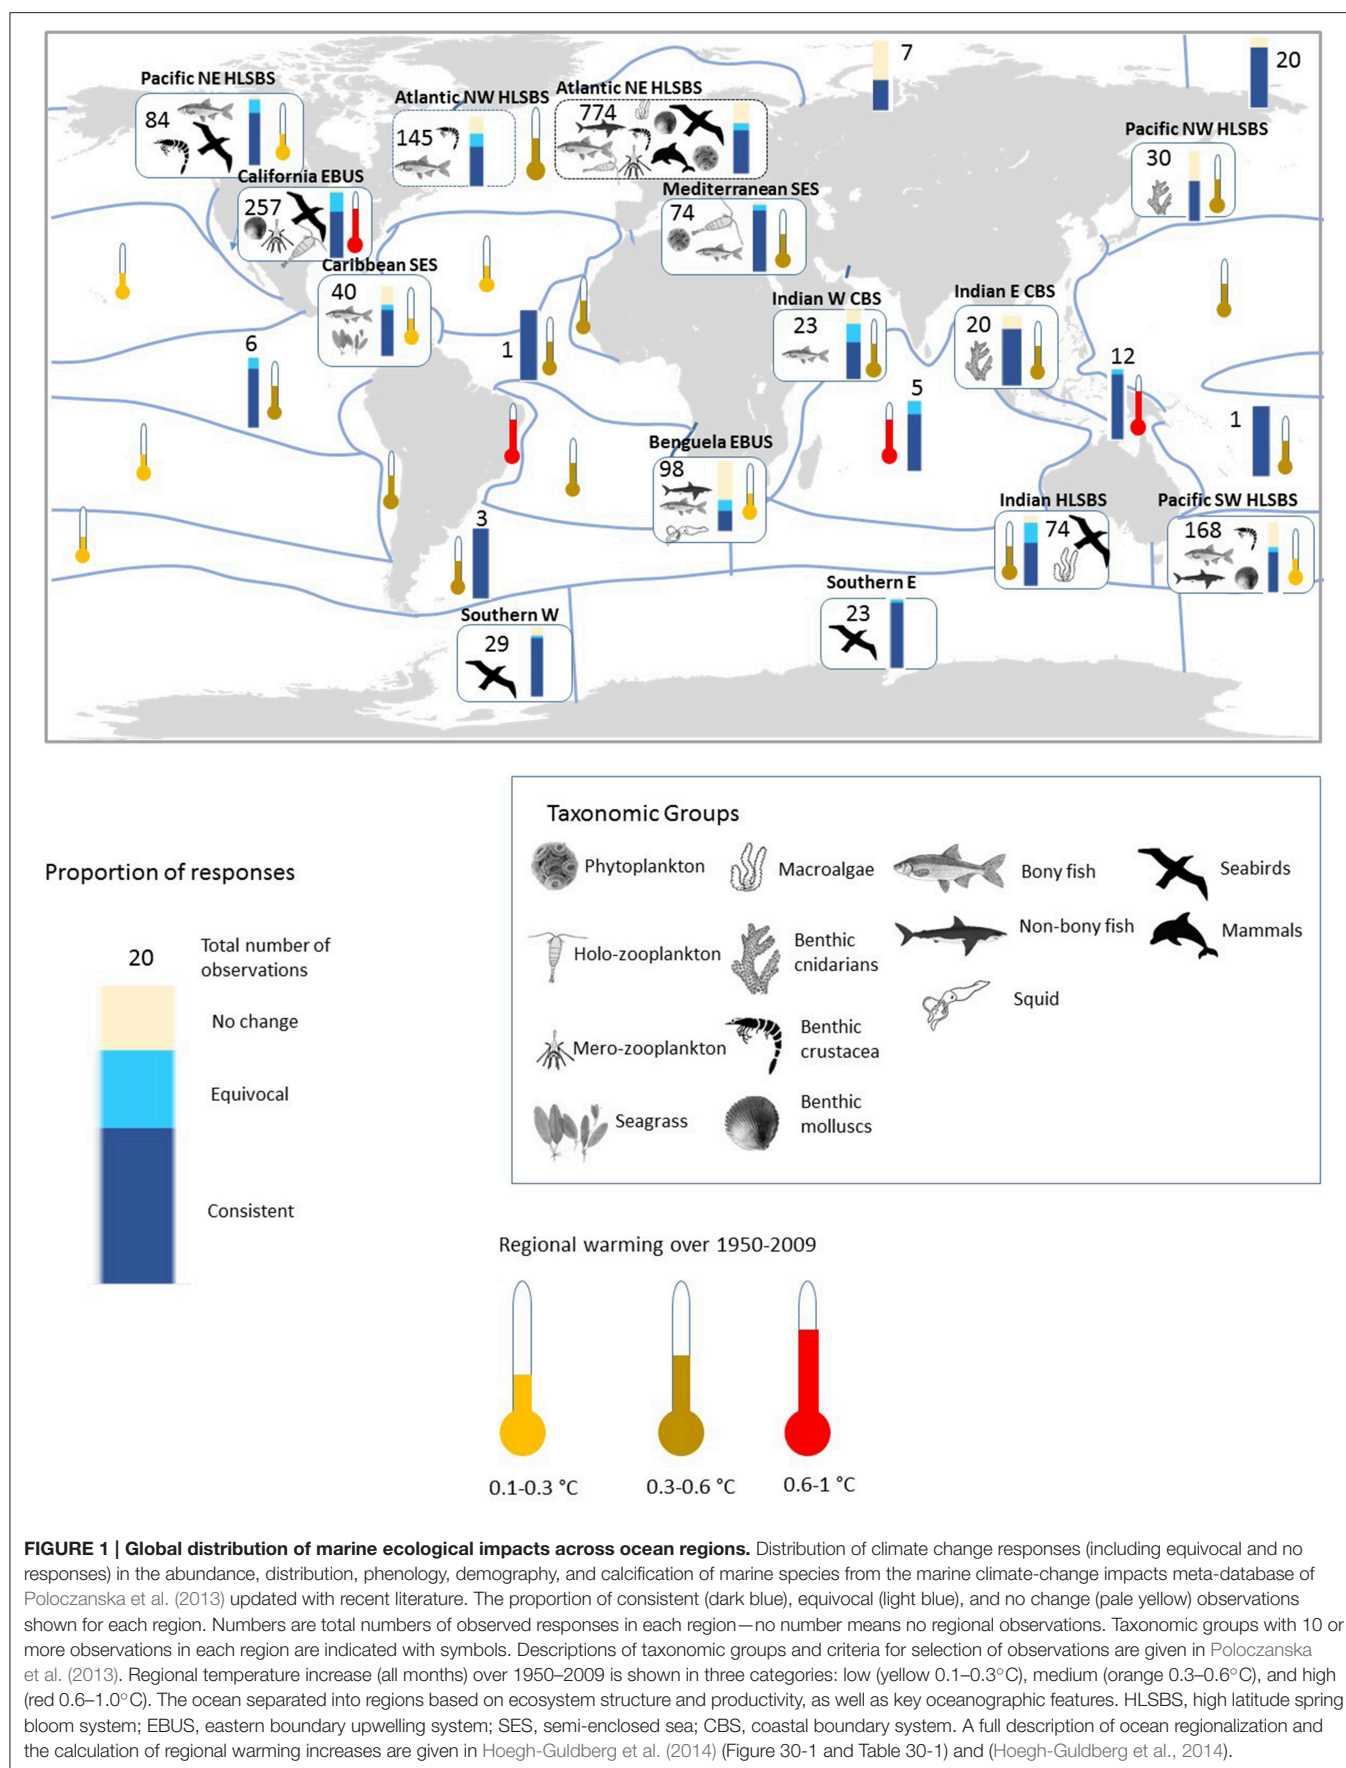 7
20
Pacific NE HLSBS
84
Atlantic NW HLSBS
145
Atlantic NE HLSBS
774
Pacific NW HLSBS
30
California EBUS
257
Mediterranean SES
74
Caribbean SES
40
Indian W CBS
23
Indian E CBS
20
6
1
12
5
1
Benguela EBUS
98
Indian HLSBS
74
Pacific SW HLSBS
168
3
Southern E
23
Southern W
29
Proportion of responses
20
Total number of
observations
No change
Equivocal
Consistent
Taxonomic Groups
Phytoplankton
Macroalgae
Bony fish
Seabirds
Holo-zooplankton
Benthic
cnidarians
Non-bony fish
Mammals
Squid
Mero-zooplankton
Benthic
crustacea
Seagrass
Benthic
molluscs
Regional warming over 1950-2009
0.1-0.3 °C
0.3-0.6 °C
0.6-1 °C
FIGURE 1 | Global distribution of marine ecological impacts across ocean regions. Distribution of climate change responses (including equivocal and no
responses) in the abundance, distribution, phenology, demography, and calcification of marine species from the marine climate-change impacts meta-database of
Poloczanska et al. (2013) updated with recent literature. The proportion of consistent (dark blue), equivocal (light blue), and no change (pale yellow) observations
shown for each region. Numbers are total numbers of observed responses in each region—no number means no regional observations. Taxonomic groups with 10 or
more observations in each region are indicated with symbols. Descriptions of taxonomic groups and criteria for selection of observations are given in Poloczanska
et al. (2013). Regional temperature increase (all months) over 1950–2009 is shown in three categories: low (yellow 0.1–0.3°C), medium (orange 0.3–0.6°C), and high
(red 0.6–1.0°C). The ocean separated into regions based on ecosystem structure and productivity, as well as key oceanographic features. HLSBS, high latitude spring
bloom system; EBUS, eastern boundary upwelling system; SES, semi-enclosed sea; CBS, coastal boundary system. A full description of ocean regionalization and
the calculation of regional warming increases are given in Hoegh-Guldberg et al. (2014) (Figure 30-1 and Table 30-1) and (Hoegh-Guldberg et al., 2014).